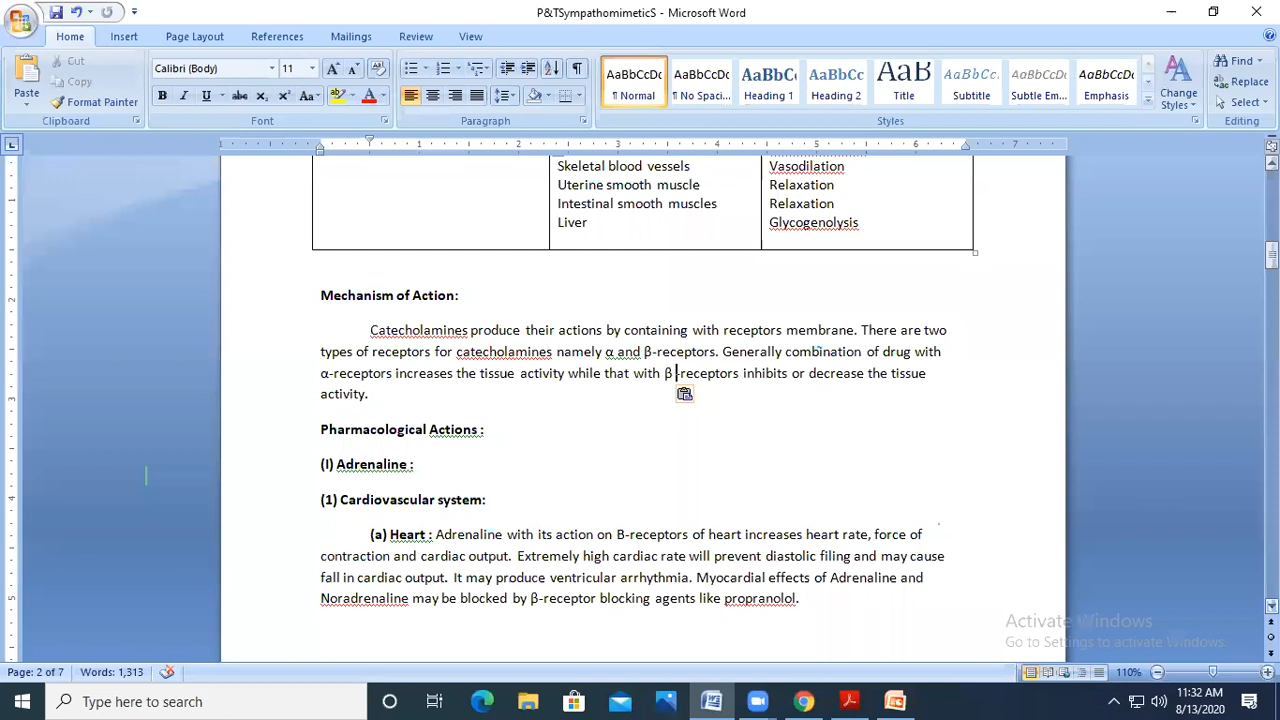 P&TSympathomimeticS - Microsoft Word
Home Insert Page Layout References Mailings Review View
Cut
Copy
Format Painter
Paste
Clipboard
Calibri (Body) 11
Font
Paragraph
AaBbCcDc AaBbCcDc AaBbCc AaBbCc AaB AaBbCcL AaBbCcDc AaBbCcDc
¶ Normal ¶ No Spaci... Heading 1 Heading 2 Title Subtitle Subtle Em... Emphasis
Change Styles
Styles
Find
Replace
Select
Editing
1 2 3 4 5 6 7
Skeletal blood vessels Vasodilation
Uterine smooth muscle Relaxation
Intestinal smooth muscles Relaxation
Liver Glycogenolysis
Mechanism of Action:
Catecholamines produce their actions by containing with receptors membrane. There are two
types of receptors for catecholamines namely α and β-receptors. Generally combination of drug with
α-receptors increases the tissue activity while that with β -receptors inhibits or decrease the tissue
activity.
Pharmacological Actions :
(I) Adrenaline :
(1) Cardiovascular system:
(a) Heart : Adrenaline with its action on B-receptors of heart increases heart rate, force of
contraction and cardiac output. Extremely high cardiac rate will prevent diastolic filing and may cause
fall in cardiac output. It may produce ventricular arrhythmia. Myocardial effects of Adrenaline and
Noradrenaline may be blocked by β-receptor blocking agents like propranolol.
Activate Windows
Go to Settings to activate Windows.
Page: 2 of 7 Words: 1,313 110%
Type here to search
11:32 AM
8/13/2020